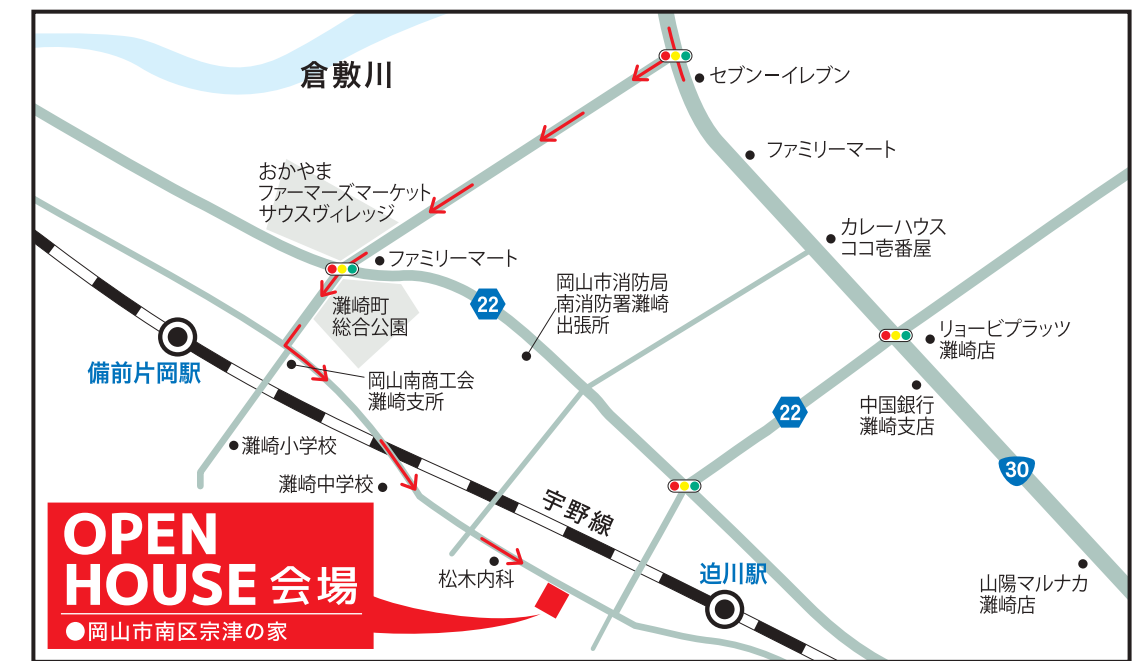 倉敷川
セブン－イレブン
ファミリーマート
おかやま
ファーマーズマーケット
サウスヴィレッジ
カレーハウス
ココ壱番屋
ファミリーマート
岡山市消防局
南消防署灘崎
出張所
22
灘崎町
総合公園
リョービプラッツ
灘崎店
備前片岡駅
岡山南商工会
灘崎支所
中国銀行
灘崎支店
22
灘崎小学校
30
灘崎中学校
宇野線
OPEN
HOUSE 会場
●岡山市南区宗津の家
松木内科
迫川駅
山陽マルナカ
灘崎店